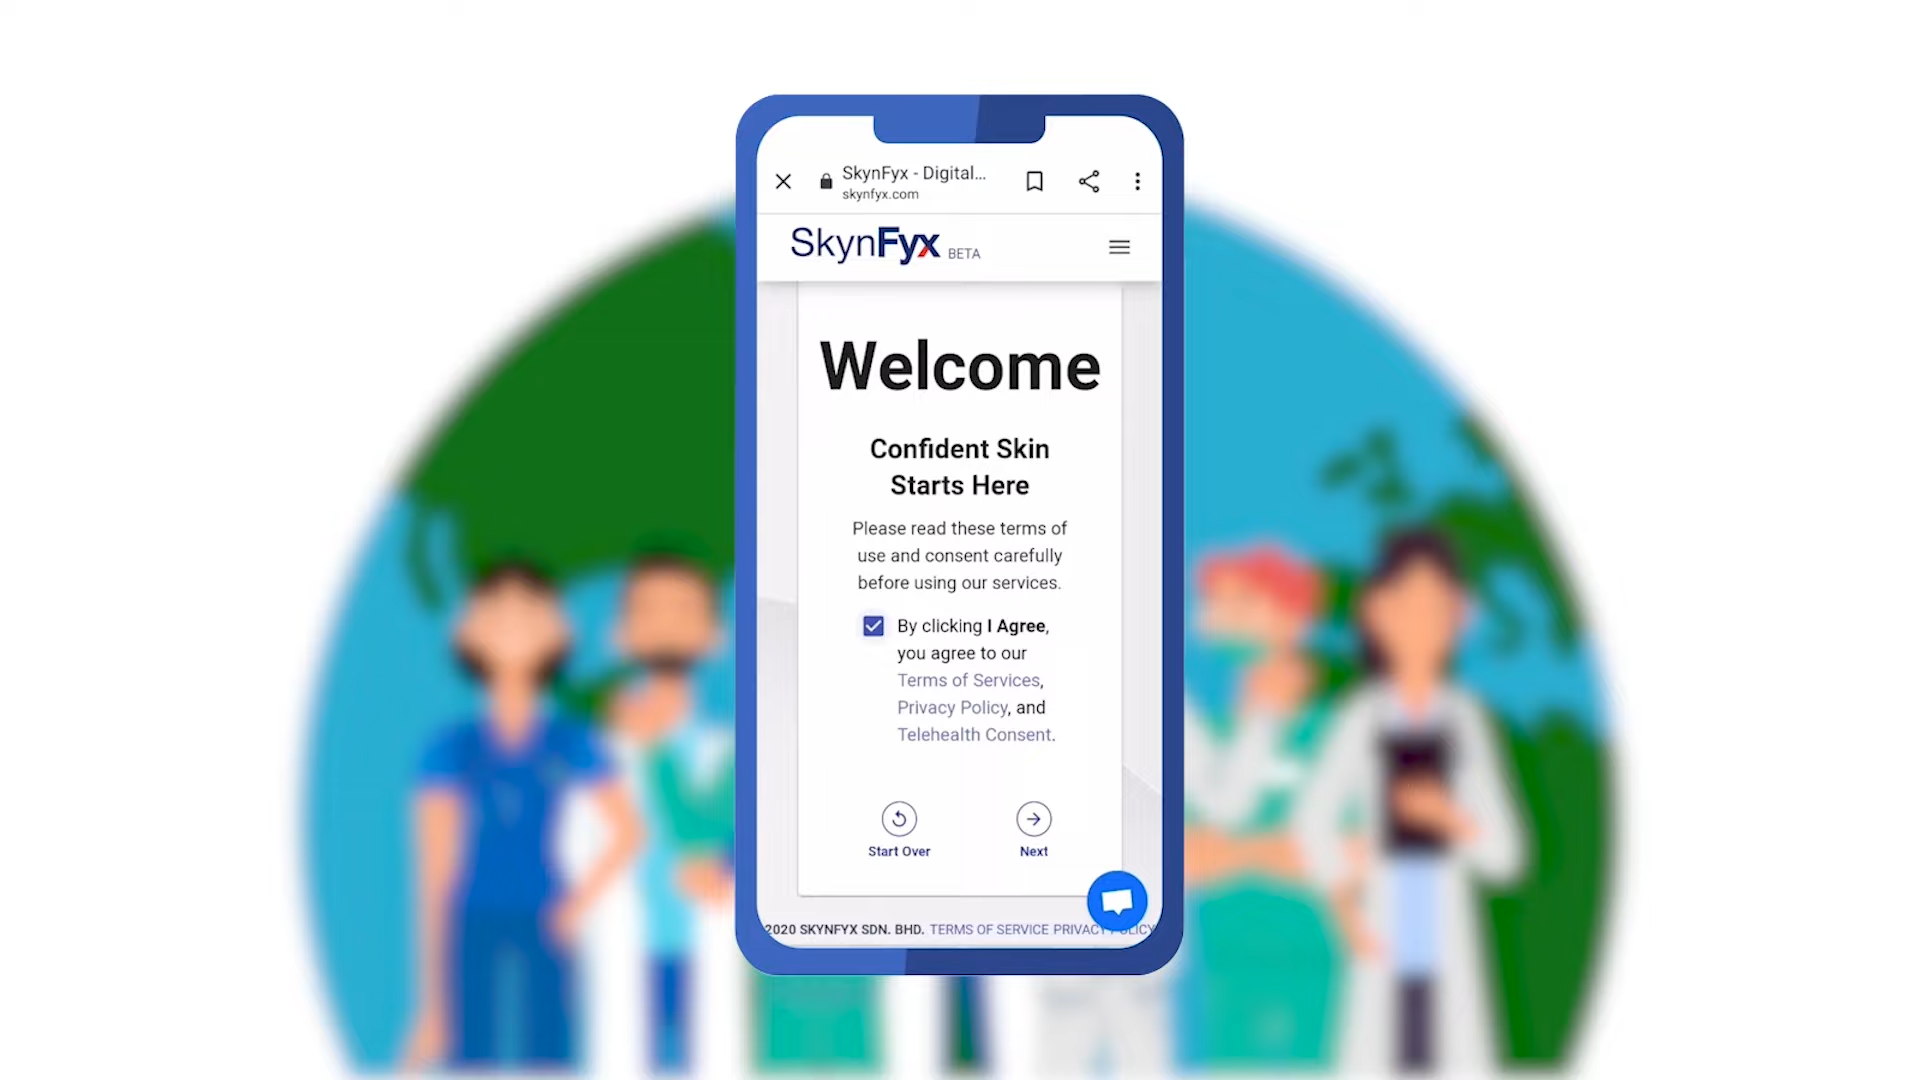 SkynFyx - Digital...
skynfyx.com
SkynFyx BETA
Welcome
Confident Skin
Starts Here
Please read these terms of
use and consent carefully
before using our services.
By clicking I Agree,
you agree to our
Terms of Services,
Privacy Policy, and
Telehealth Consent.
Start Over
Next
2020 SKYNFYX SDN. BHD. TERMS OF SERVICE PRIVACY POLICY